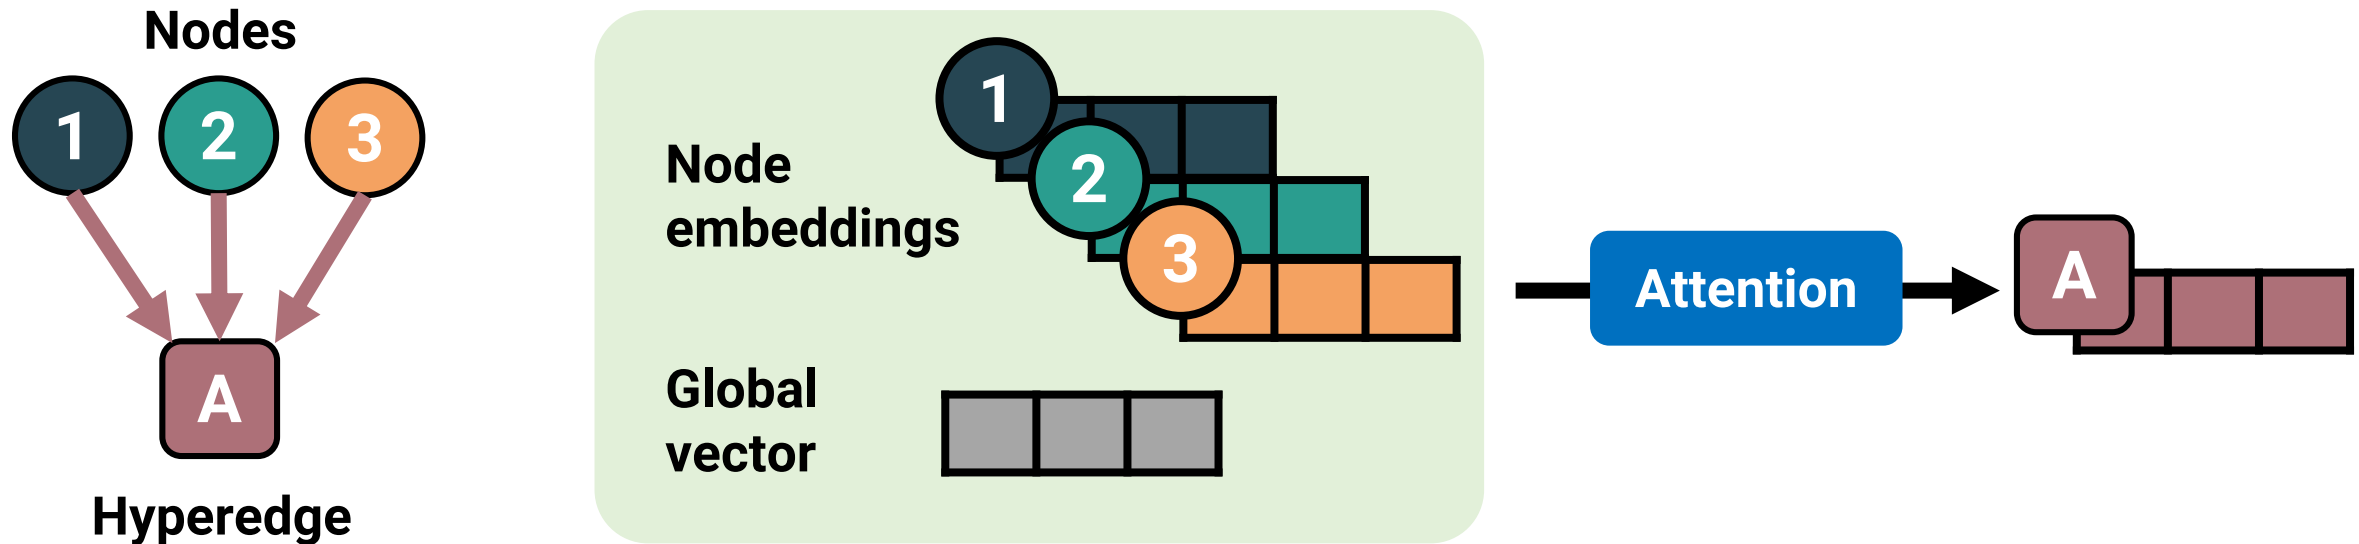 Nodes
1 2 3
A
Hyperedge
1
2
3
Node
embeddings
Global
vector
Attention
A